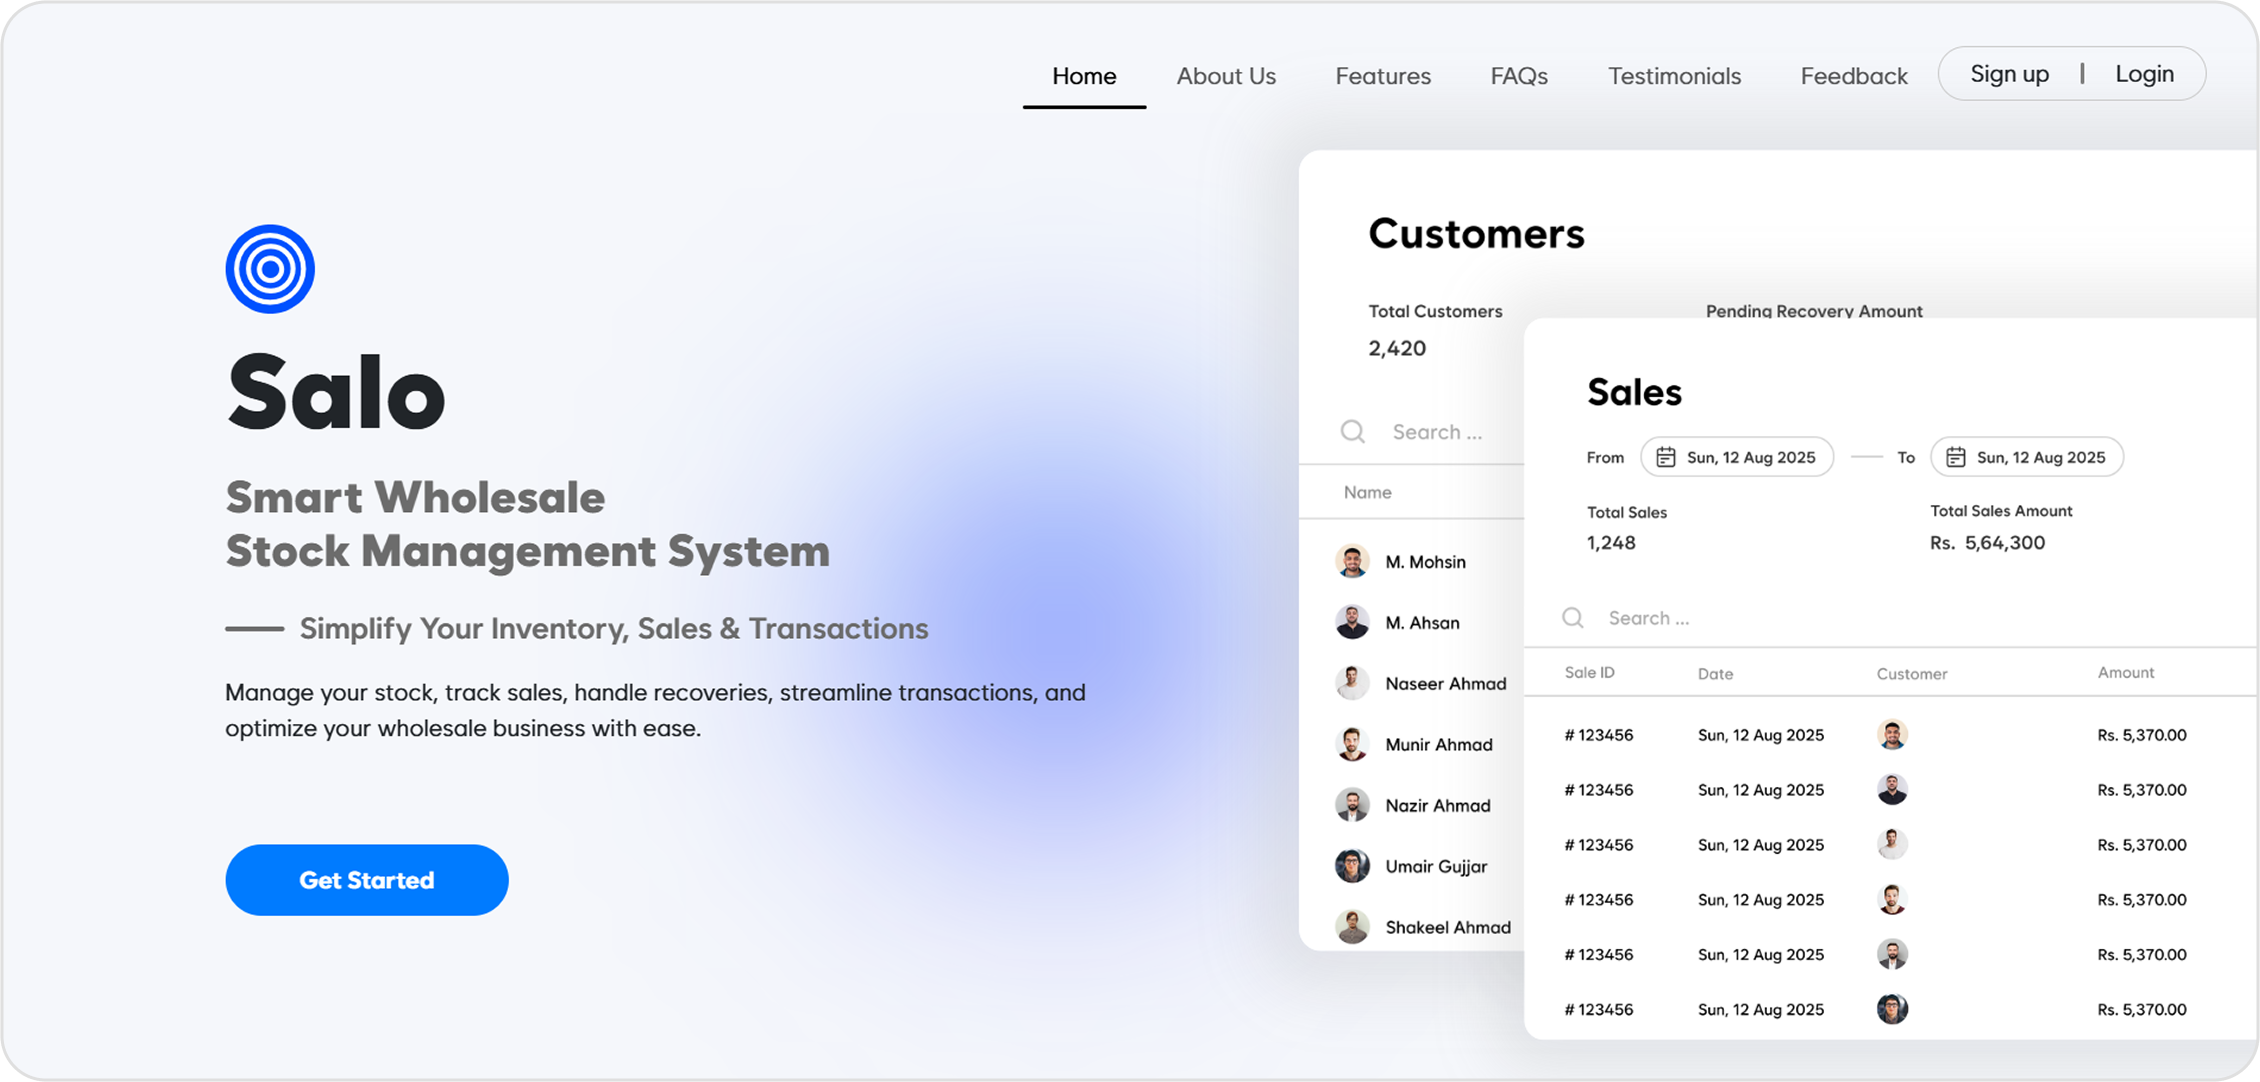 Home About Us Features FAQs Testimonials Feedback Sign up | Login
Salo
Smart Wholesale
Stock Management System
Simplify Your Inventory, Sales & Transactions
Manage your stock, track sales, handle recoveries, streamline transactions, and
optimize your wholesale business with ease.
Get Started
Customers
Total Customers Pending Recovery Amount
2,420
Search ...
Name
M. Mohsin
M. Ahsan
Naseer Ahmad
Munir Ahmad
Nazir Ahmad
Umair Gujjar
Shakeel Ahmad
Sales
From Sun, 12 Aug 2025 To Sun, 12 Aug 2025
Total Sales Total Sales Amount
1,248 Rs. 5,64,300
Search ...
Sale ID Date Customer Amount
# 123456 Sun, 12 Aug 2025 Rs. 5,370.00
# 123456 Sun, 12 Aug 2025 Rs. 5,370.00
# 123456 Sun, 12 Aug 2025 Rs. 5,370.00
# 123456 Sun, 12 Aug 2025 Rs. 5,370.00
# 123456 Sun, 12 Aug 2025 Rs. 5,370.00
# 123456 Sun, 12 Aug 2025 Rs. 5,370.00